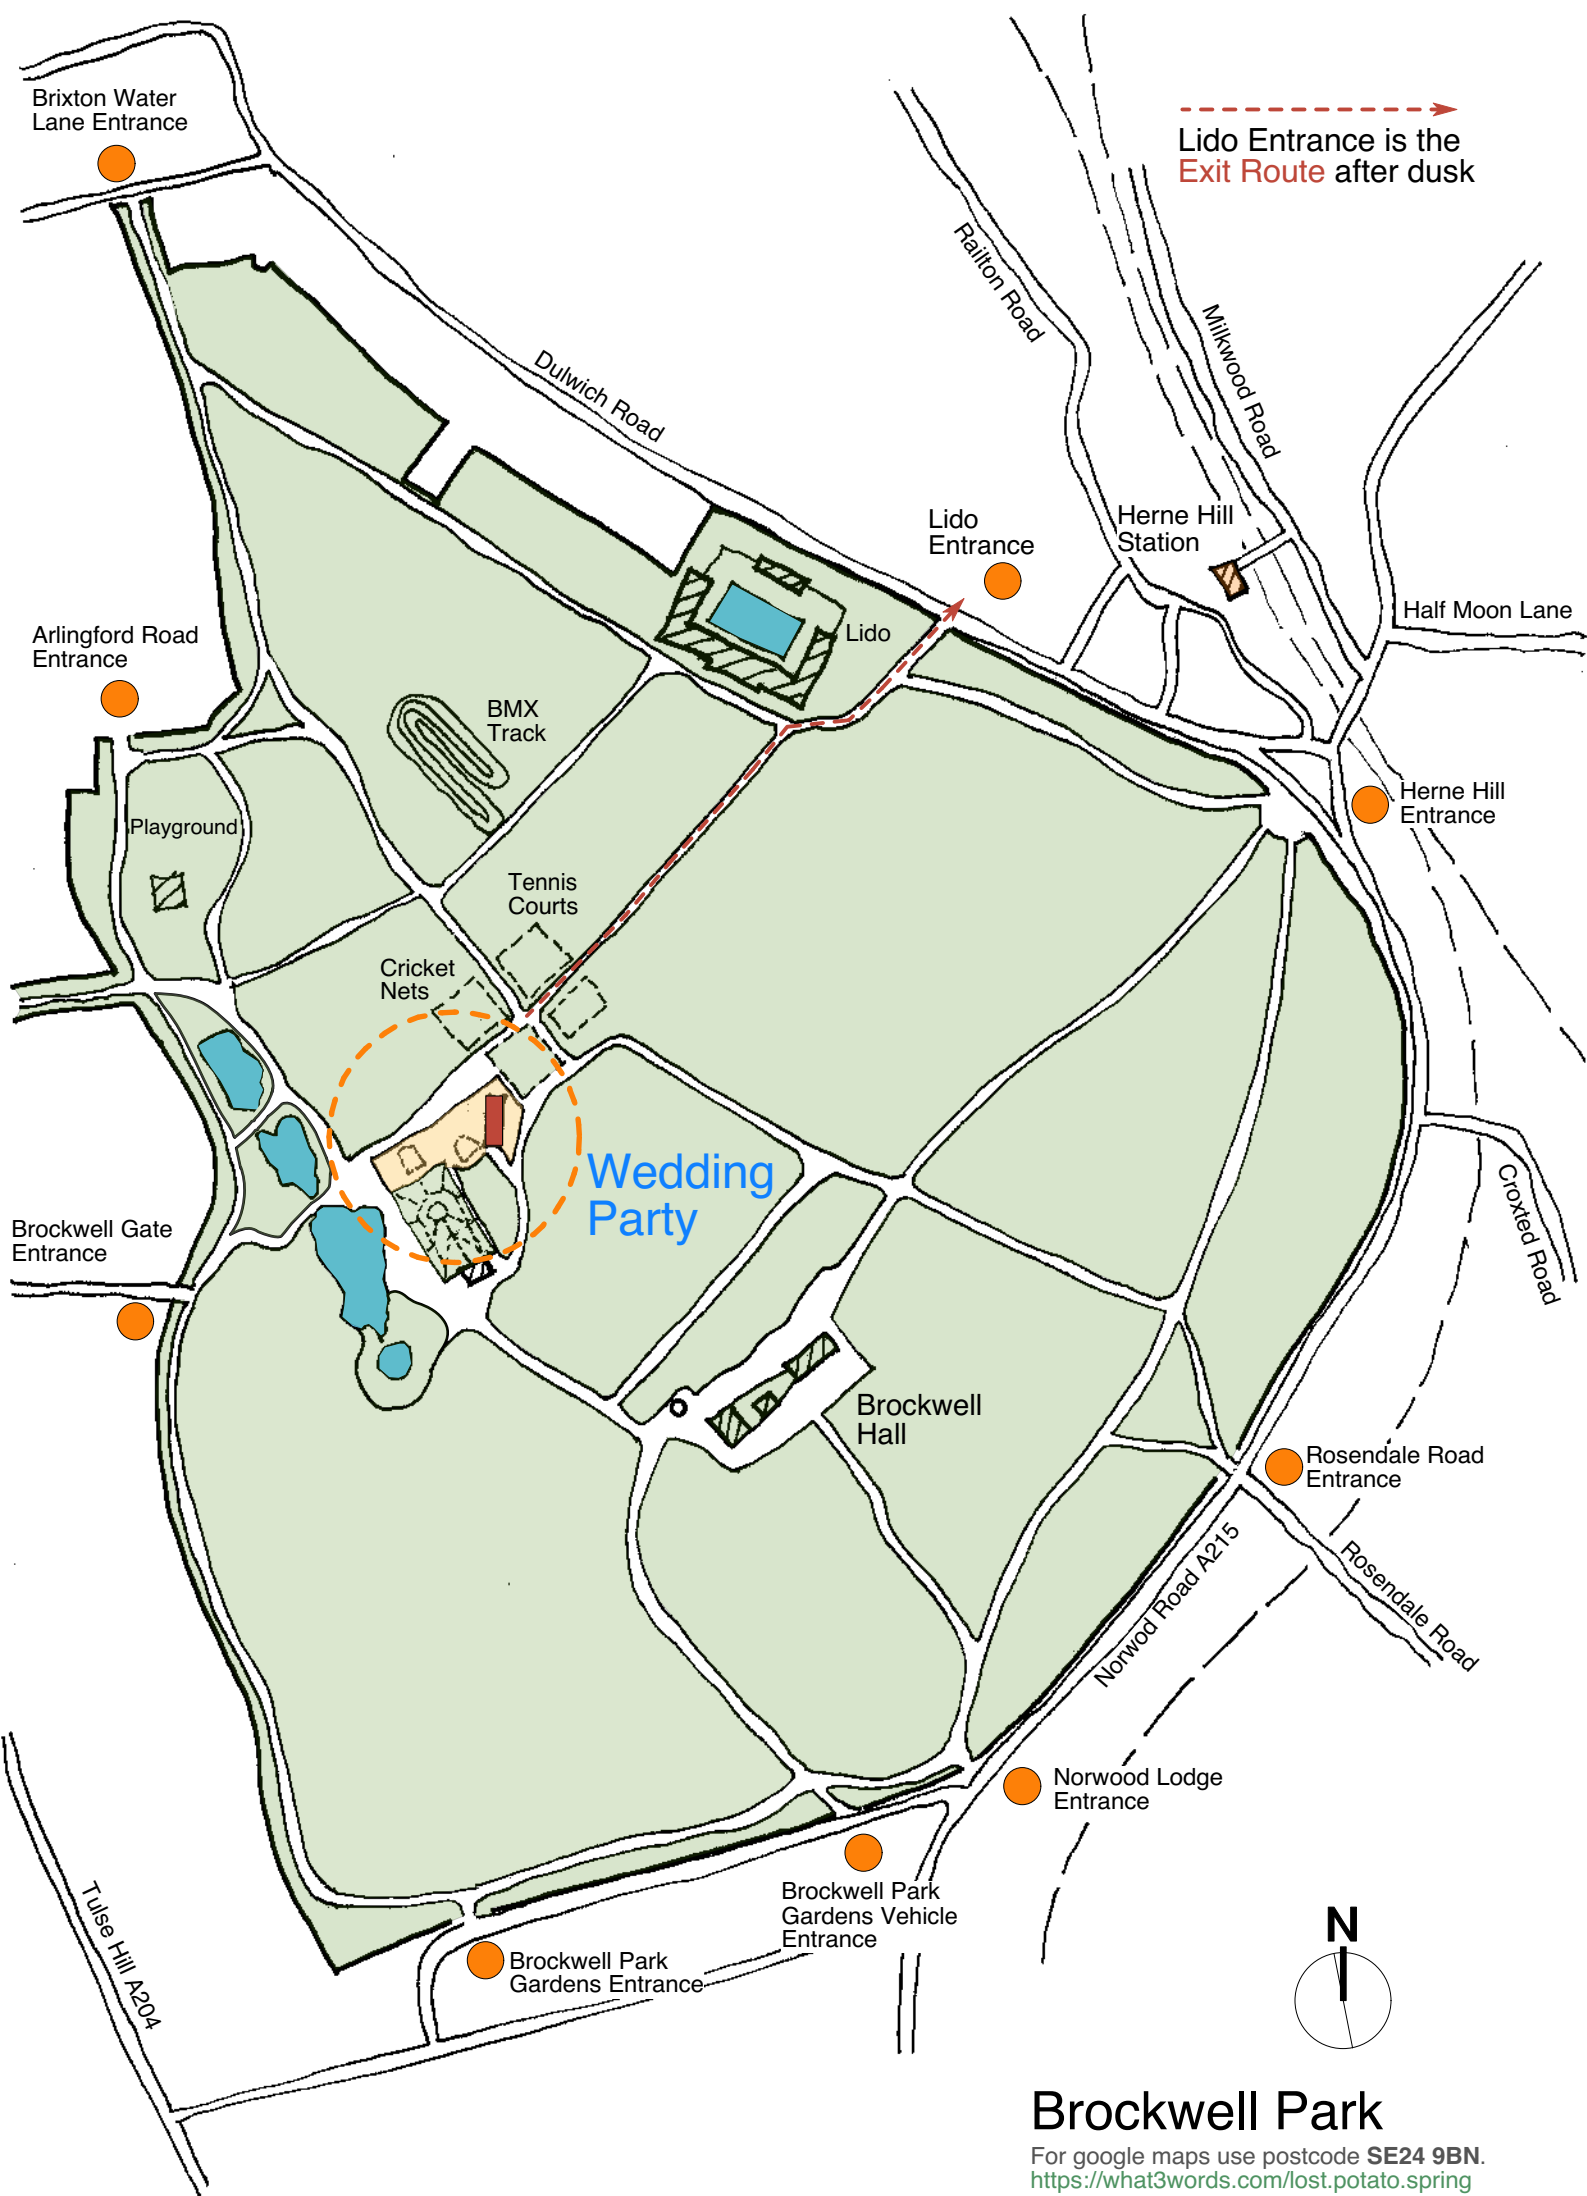 Brixton Water
Lane Entrance
Lido Entrance is the
Exit Route after dusk
Railton Road
Milkwood Road
Dulwich Road
Lido
Entrance
Herne Hill
Station
Half Moon Lane
Arlingford Road
Entrance
Lido
BMX
Track
Herne Hill
Entrance
Playground
Tennis
Courts
Cricket
Nets
Wedding
Party
Croxted Road
Brockwell Gate
Entrance
Brockwell
Hall
Rosendale Road
Entrance
Norwod Road A215
Rosendale Road
Norwood Lodge
Entrance
Brockwell Park
Gardens Vehicle
Entrance
Tulse Hill A204
Brockwell Park
Gardens Entrance
N
Brockwell Park
For google maps use postcode SE24 9BN.
https://what3words.com/lost.potato.spring